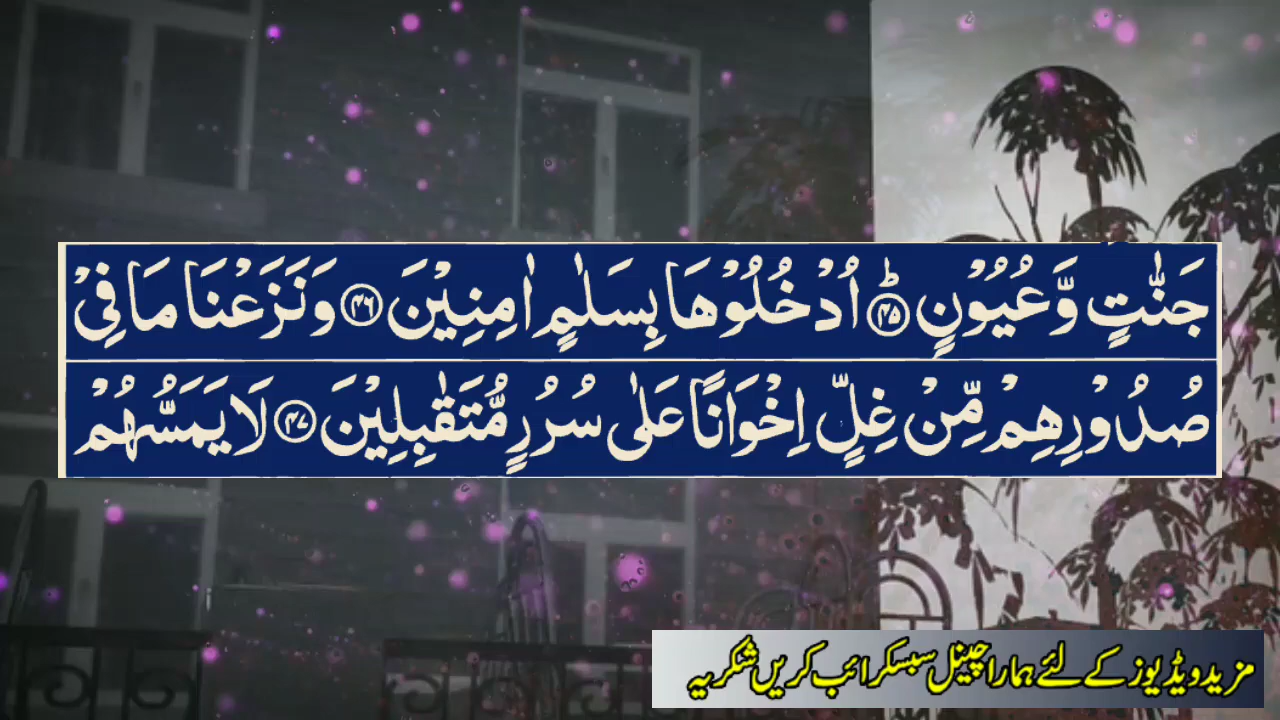 جَنّٰتٍ وَّعُيُوۡنٍ ؕ‏﴿۴۵﴾ اُدۡخُلُوۡهَا بِسَلٰمٍ اٰمِنِيۡنَ ﴿۴۶﴾ وَنَزَعۡنَا مَا فِىۡ
صُدُوۡرِهِمۡ مِّنۡ غِلٍّ اِخۡوَانًا عَلٰى سُرُرٍ مُّتَقٰبِلِيۡنَ ﴿۴۷﴾ لَا يَمَسُّهُمۡ
مزید ویڈیوز کے لئے ہمارا چینل سبسکرائب کریں شکریہ